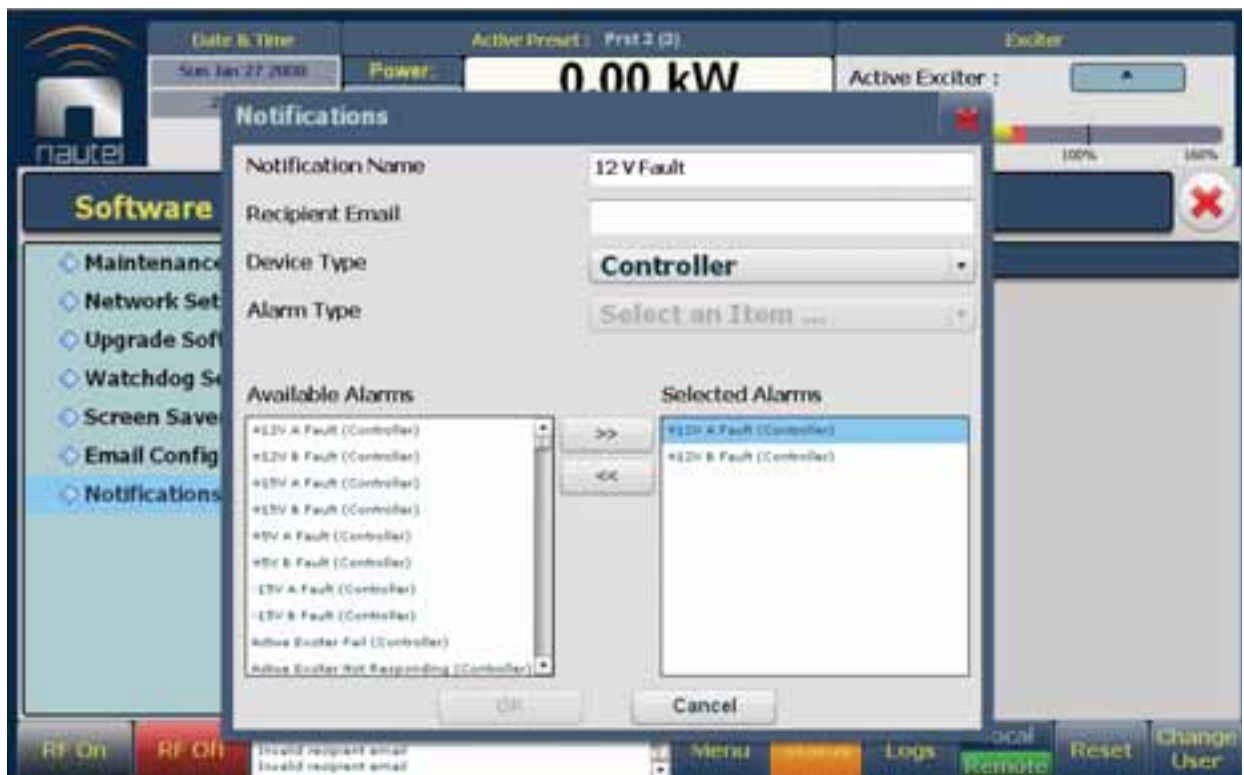 Date & Time
Active Preset : Prst 2 (2)
Exciter
Sun Jan 27 2008
Power:
0.00 kW
Active Exciter :
A
nautel
100%
160%
Notifications
Software
Notification Name
12 V Fault
Recipient Email
Device Type
Controller
Alarm Type
Select an Item ...
Maintenance
Network Set
Upgrade Soft
Watchdog Se
Screen Save
Email Config
Notifications
Available Alarms
Selected Alarms
+12V A Fault (Controller)
+12V B Fault (Controller)
+15V A Fault (Controller)
+15V B Fault (Controller)
+5V A Fault (Controller)
+5V B Fault (Controller)
-15V A Fault (Controller)
-15V B Fault (Controller)
Active Exciter Fail (Controller)
Active Exciter Not Responding (Controller)
>>
<<
+12V A Fault (Controller)
+12V B Fault (Controller)
OK
Cancel
RF On
RF Off
Invalid recipient email
Invalid recipient email
Menu
Status
Logs
Local
Remote
Reset
Change
User